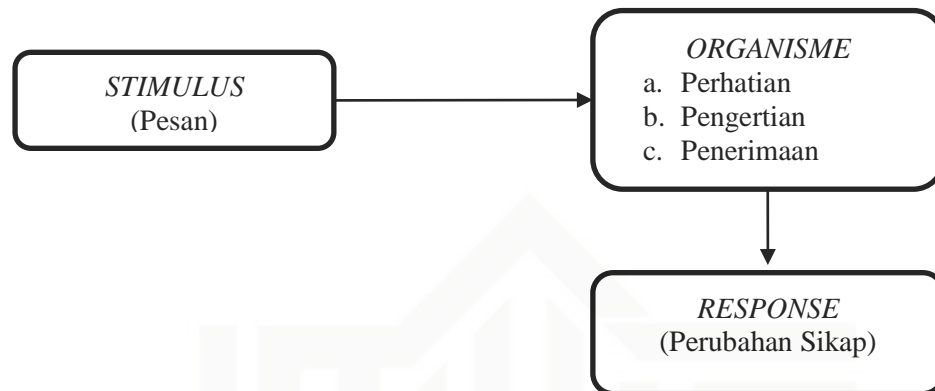 STIMULUS
(Pesan)
ORGANISME
a. Perhatian
b. Pengertian
c. Penerimaan
RESPONSE
(Perubahan Sikap)